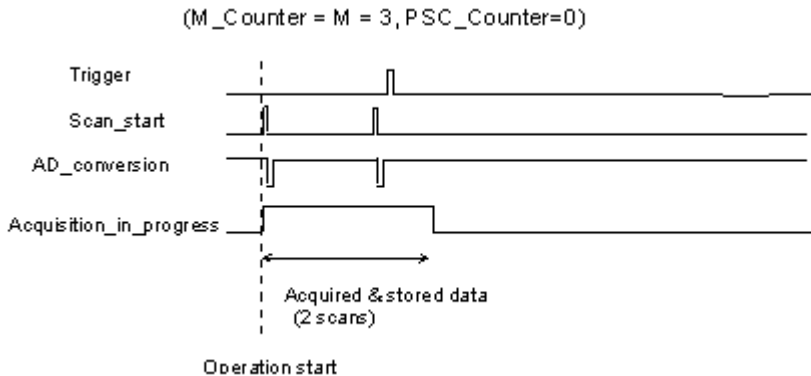 (M_Counter = M = 3, PSC_Counter=0)
Trigger
Scan_start
AD_conversion
Acquisition_in_progress
Acquired & stored data
(2 scans)
Operation start